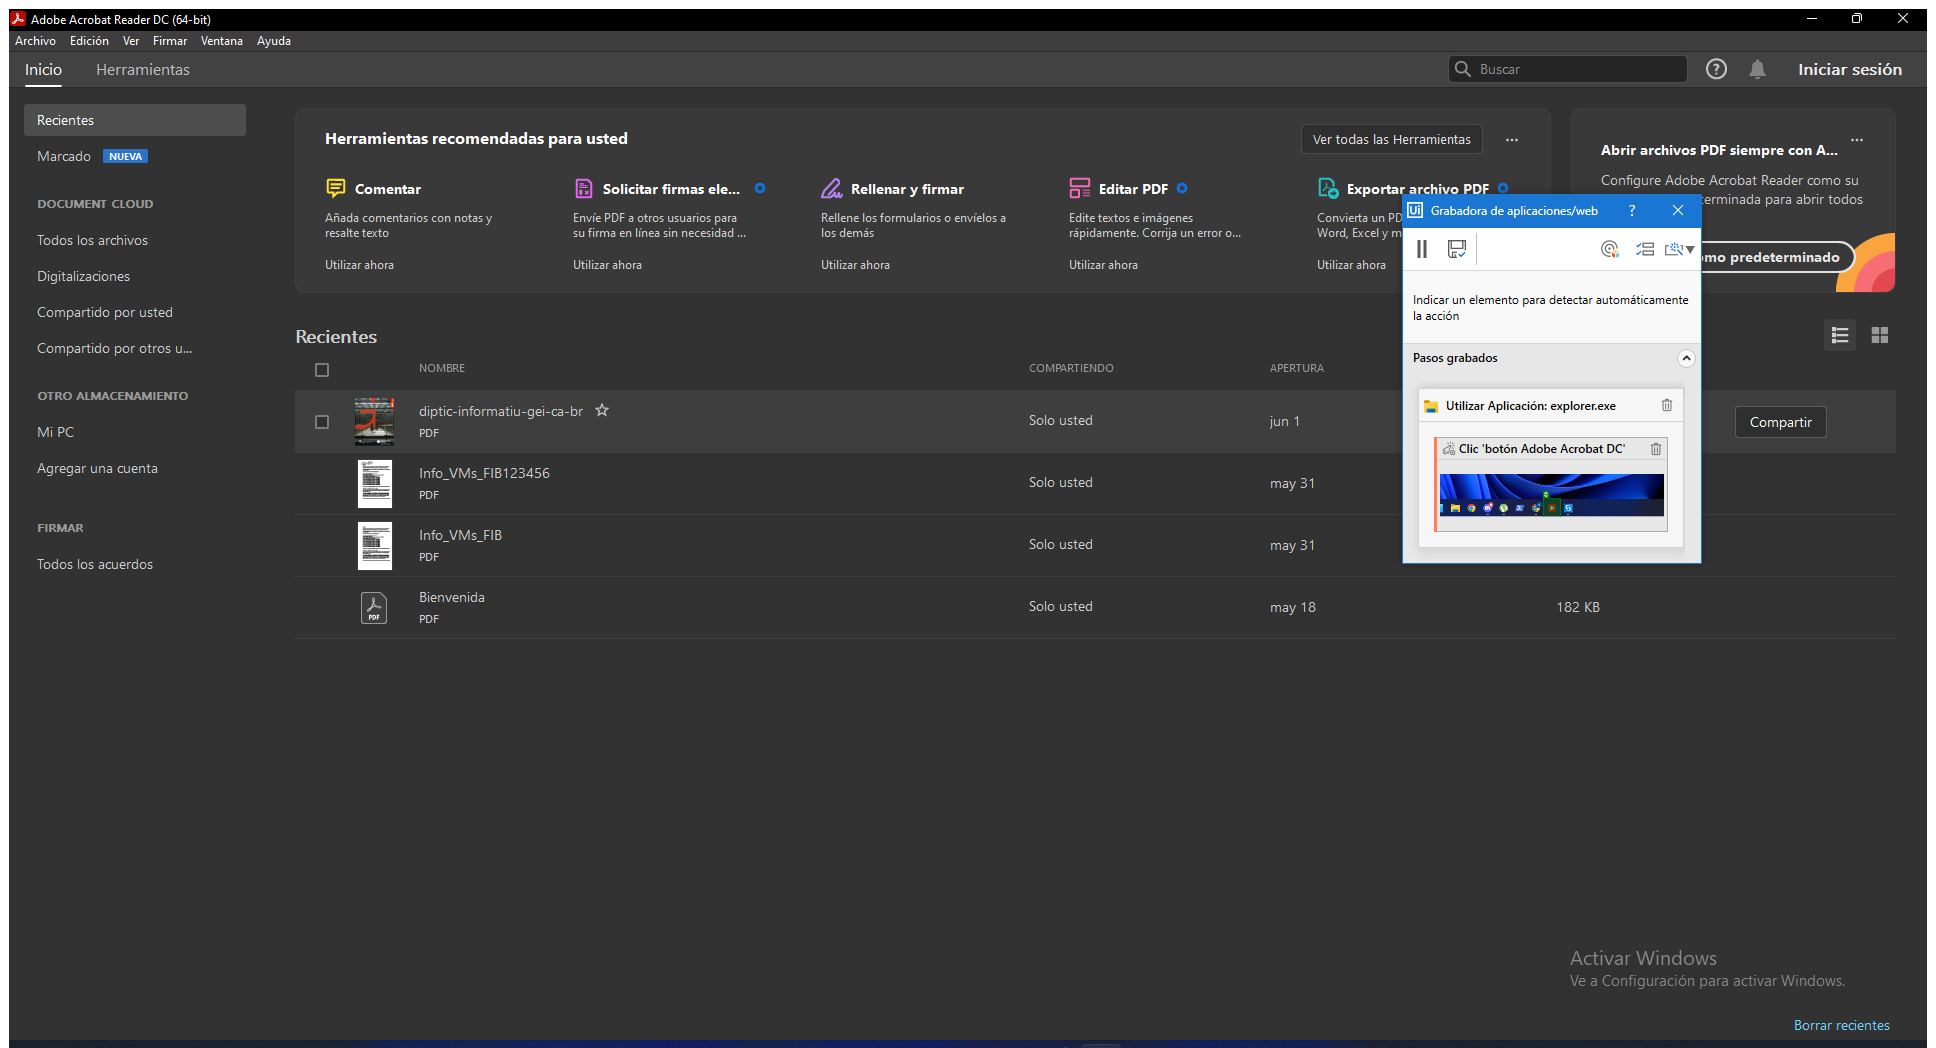 Adobe Acrobat Reader DC (64-bit)
Archivo Edición Ver Firmar Ventana Ayuda
Inicio Herramientas Buscar Iniciar sesión
Recientes
Marcado NUEVA
DOCUMENT CLOUD
Todos los archivos
Digitalizaciones
Compartido por usted
Compartido por otros u...
OTRO ALMACENAMIENTO
Mi PC
Agregar una cuenta
FIRMAR
Todos los acuerdos
Herramientas recomendadas para usted
Ver todas las Herramientas
Comentar
Añada comentarios con notas y
resalte texto
Utilizar ahora
Solicitar firmas ele...
Envíe PDF a otros usuarios para
su firma en línea sin necesidad ...
Utilizar ahora
Rellenar y firmar
Rellene los formularios o envíelos a
los demás
Utilizar ahora
Editar PDF
Edite textos e imágenes
rápidamente. Corrija un error o...
Utilizar ahora
Exportar archivo PDF
Convierta un PD
Word, Excel y m
Utilizar ahora
Abrir archivos PDF siempre con A...
Configure Adobe Acrobat Reader como su
terminada para abrir todos
mo predeterminado
Ui Grabadora de aplicaciones/web ?
Indicar un elemento para detectar automáticamente
la acción
Pasos grabados
Utilizar Aplicación: explorer.exe
Clic 'botón Adobe Acrobat DC'
Recientes
NOMBRE COMPARTIENDO APERTURA
diptic-informatiu-gei-ca-br
PDF
Solo usted jun 1 Compartir
Info_VMs_FIB123456
PDF
Solo usted may 31
Info_VMs_FIB
PDF
Solo usted may 31
PDF
Bienvenida
PDF
Solo usted may 18 182 KB
Activar Windows
Ve a Configuración para activar Windows.
Borrar recientes